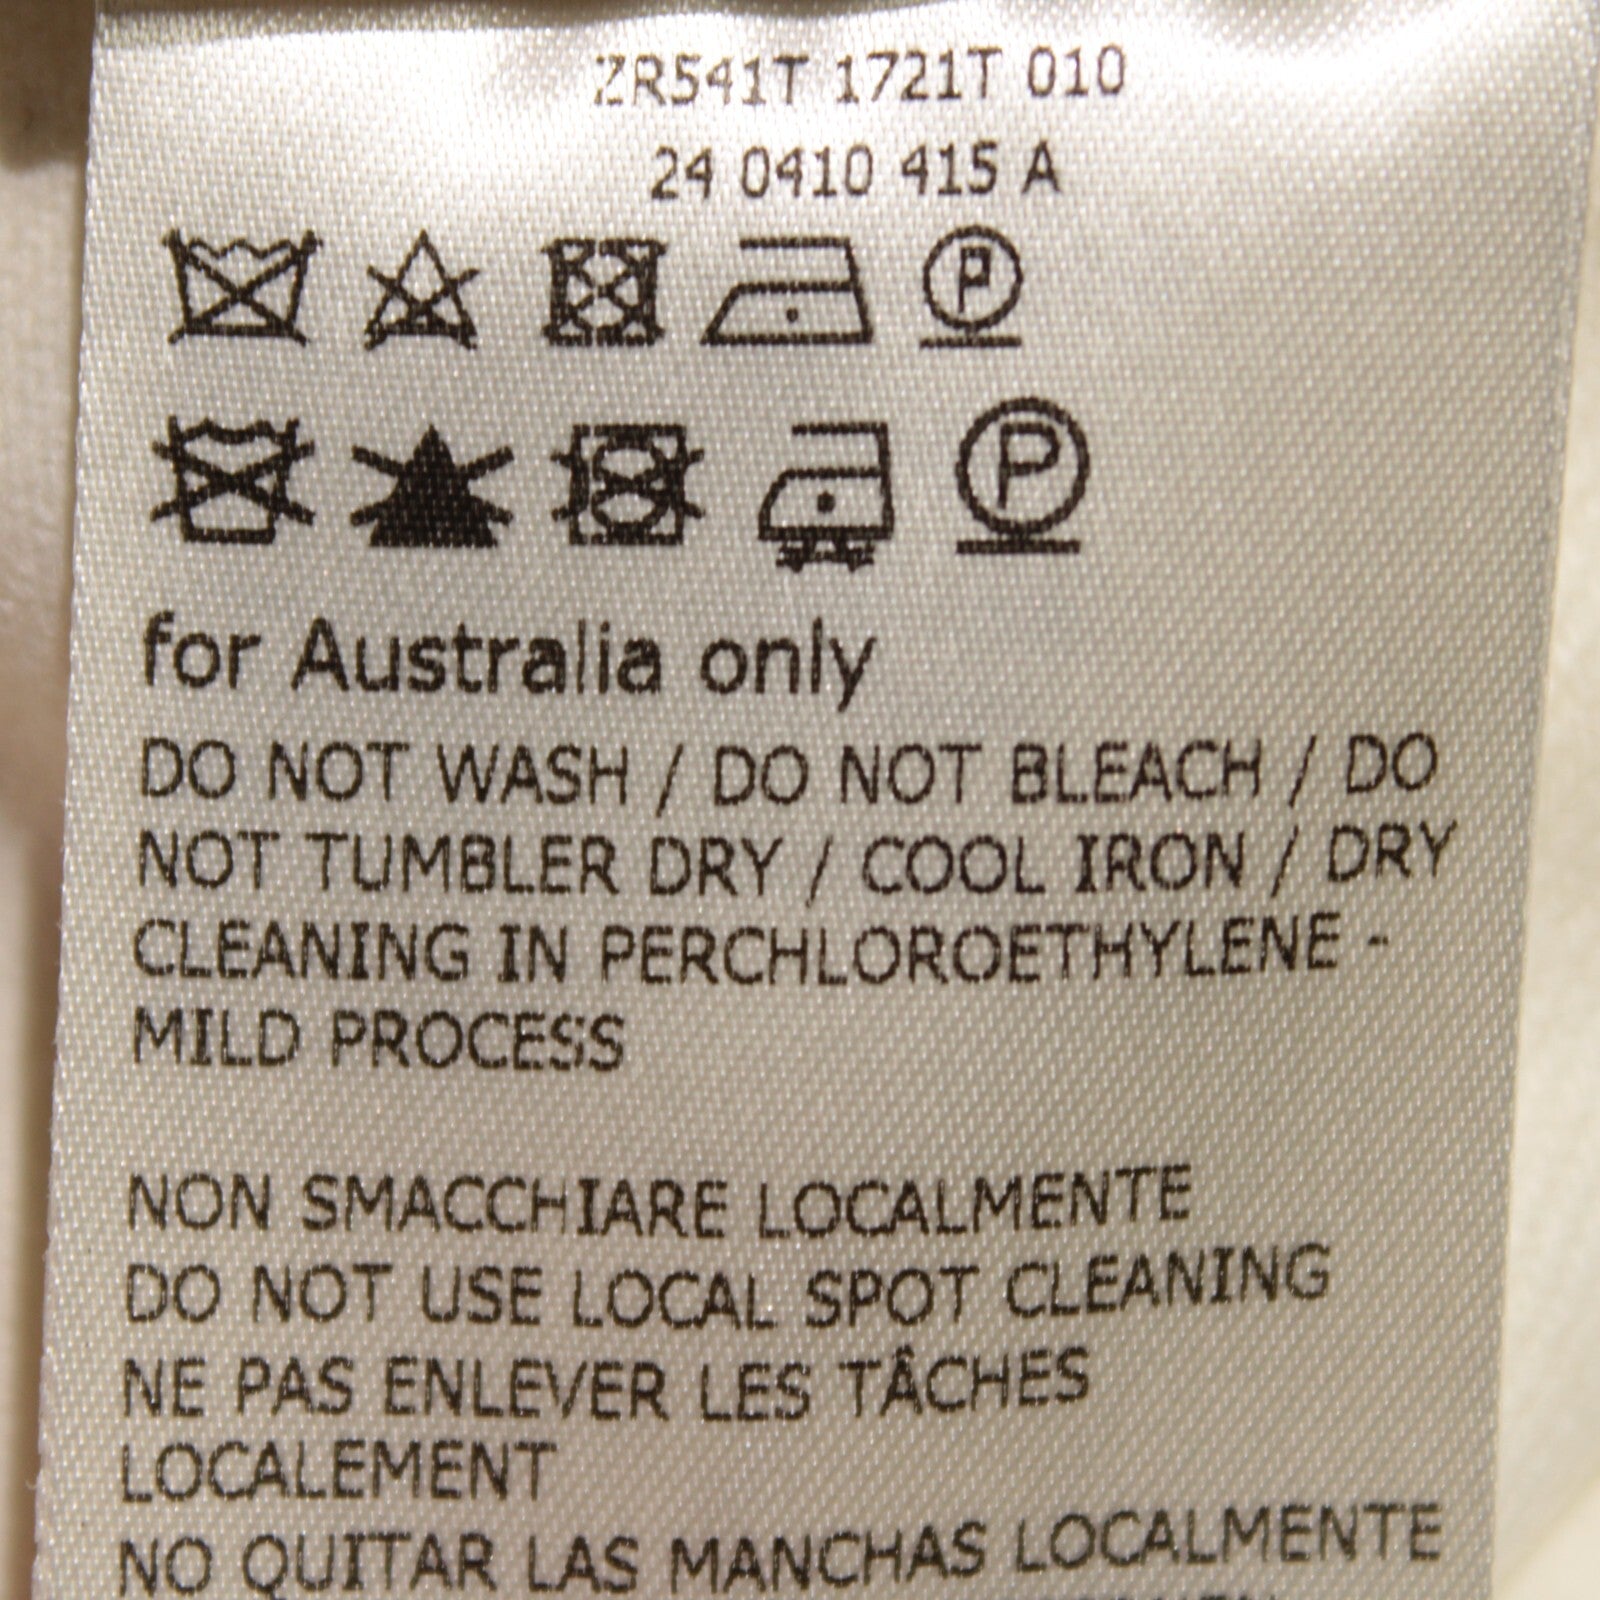 ZR541T 1721T 010
24 0410 415 A
P
P
for Australia only
DO NOT WASH / DO NOT BLEACH / DO
NOT TUMBLER DRY / COOL IRON / DRY
CLEANING IN PERCHLOROETHYLENE -
MILD PROCESS
NON SMACCHIARE LOCALMENTE
DO NOT USE LOCAL SPOT CLEANING
NE PAS ENLEVER LES TÂCHES
LOCALEMENT
NO QUITAR LAS MANCHAS LOCALMENTE